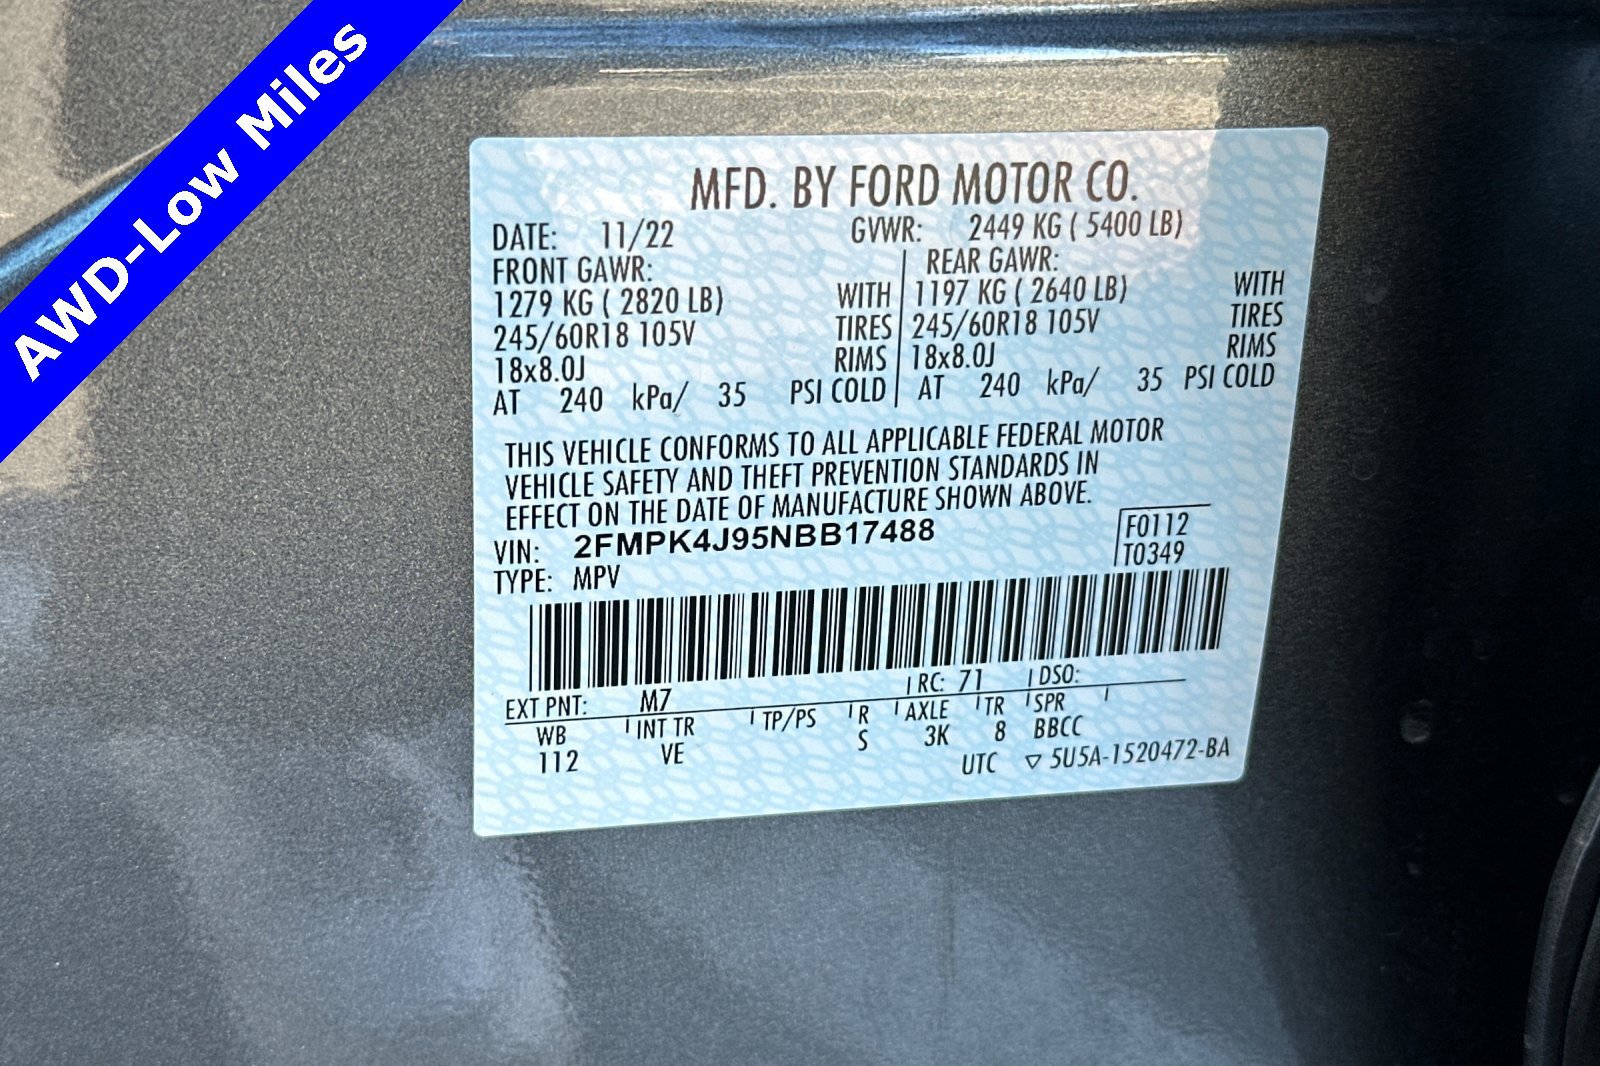 AWD-Low Miles
MFD. BY FORD MOTOR CO.
DATE: 11/22 GVWR: 2449 KG ( 5400 LB)
FRONT GAWR: REAR GAWR:
1279 KG ( 2820 LB) WITH 1197 KG ( 2640 LB) WITH
245/60R18 105V TIRES 245/60R18 105V TIRES
18x8.0J RIMS 18x8.0J RIMS
AT 240 kPa/ 35 PSI COLD AT 240 kPa/ 35 PSI COLD
THIS VEHICLE CONFORMS TO ALL APPLICABLE FEDERAL MOTOR
VEHICLE SAFETY AND THEFT PREVENTION STANDARDS IN
EFFECT ON THE DATE OF MANUFACTURE SHOWN ABOVE.
VIN: 2FMPK4J95NBB17488 F0112
TYPE: MPV T0349
EXT PNT: M7 RC: 71 DSO:
WB INT TR TP/PS R AXLE TR SPR
112 VE S 3K 8 BBCC
UTC ▽ 5U5A-1520472-BA